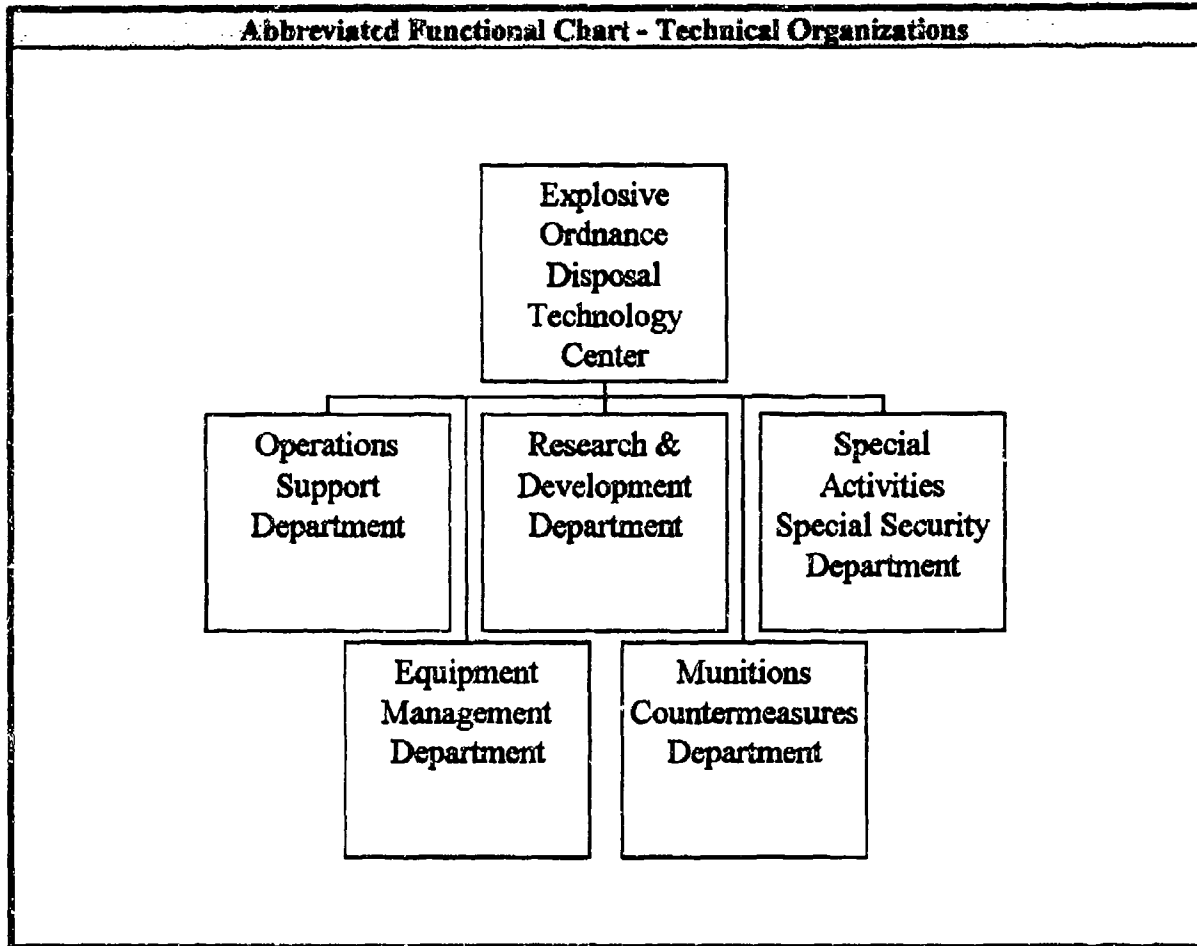 Abbreviated Functional Chart - Technical Organizations
Explosive
Ordnance
Disposal
Technology
Center
Operations
Support
Department
Research &
Development
Department
Special
Activities
Special Security
Department
Equipment
Management
Department
Munitions
Countermeasures
Department